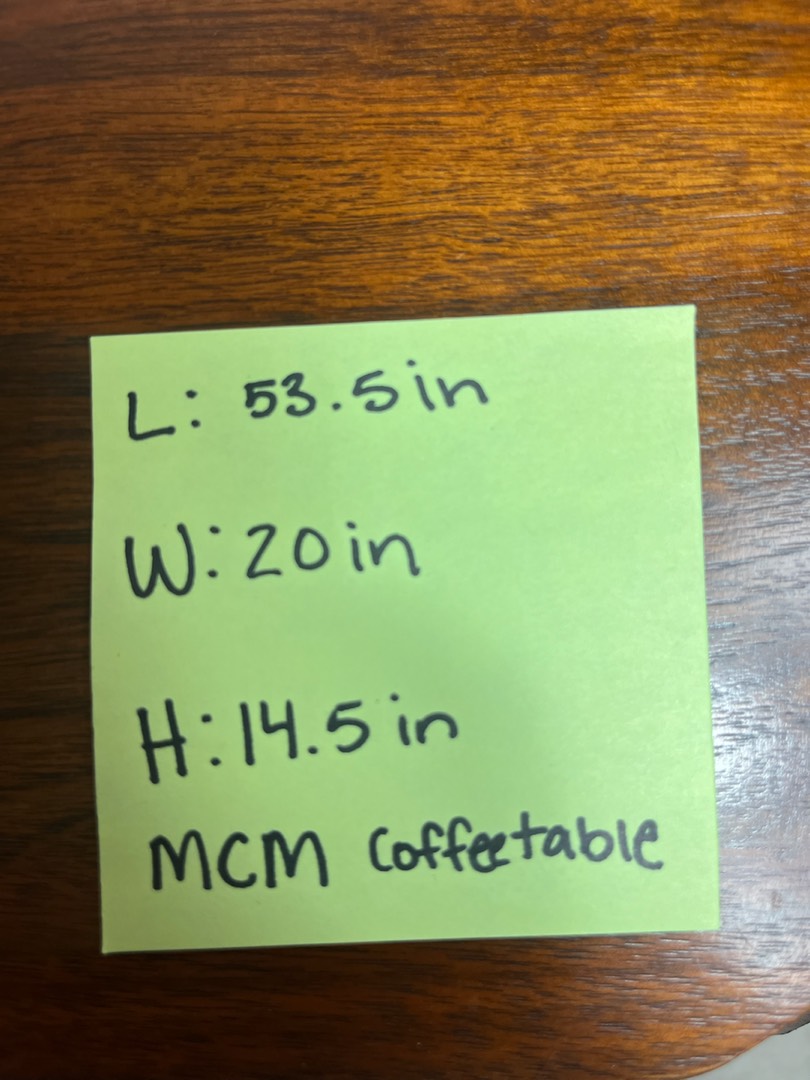 L: 53.5in
W: 20in
H: 14.5 in
MCM Coffeetable